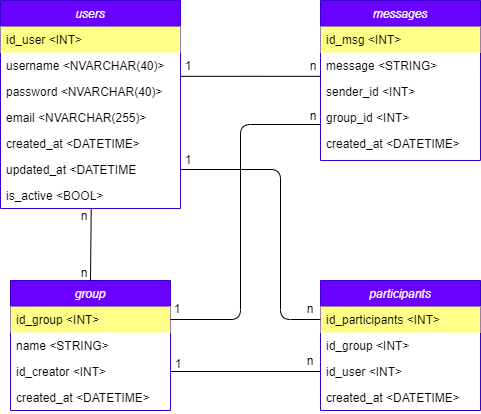 users
id_user <INT>
username <NVARCHAR(40)>
password <NVARCHAR(40)>
email <NVARCHAR(255)>
created_at <DATETIME>
updated_at <DATETIME
is_active <BOOL>
messages
id_msg <INT>
message <STRING>
sender_id <INT>
group_id <INT>
created_at <DATETIME>
1
n
n
1
n
n
group
id_group <INT>
name <STRING>
id_creator <INT>
created_at <DATETIME>
1
n
1
n
participants
id_participants <INT>
id_group <INT>
id_user <INT>
created_at <DATETIME>